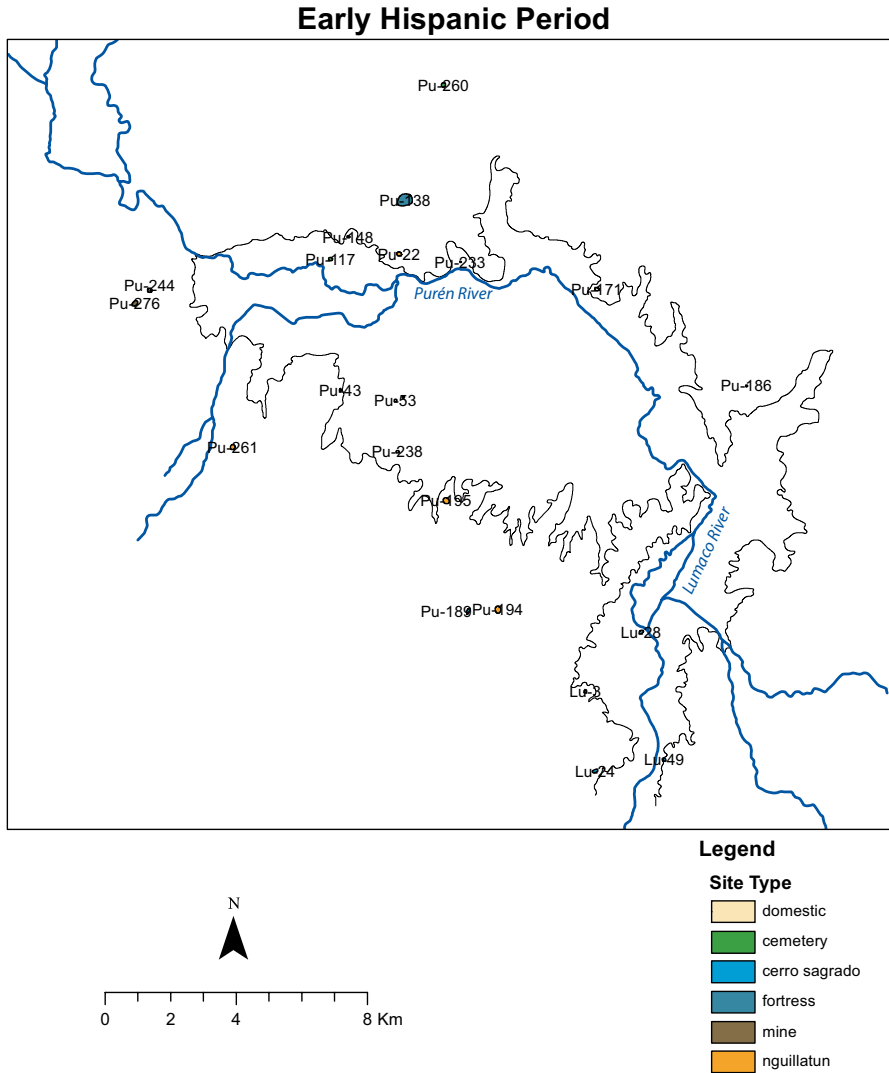 Early Hispanic Period
Pu-260
Pu-138
Pu-148
Pu-22
Pu-117
Pu-233
Pu-244
Pu-171
Pu-276
Purén River
Pu-186
Pu-43
Pu-53
Pu-261
Pu-238
Pu-195
Lumaco River
Pu-189
Pu-194
Lu-28
Lu-3
Lu-49
Lu-24
Legend
Site Type
domestic
cemetery
cerro sagrado
fortress
mine
nguillatun
N
0 2 4 8 Km